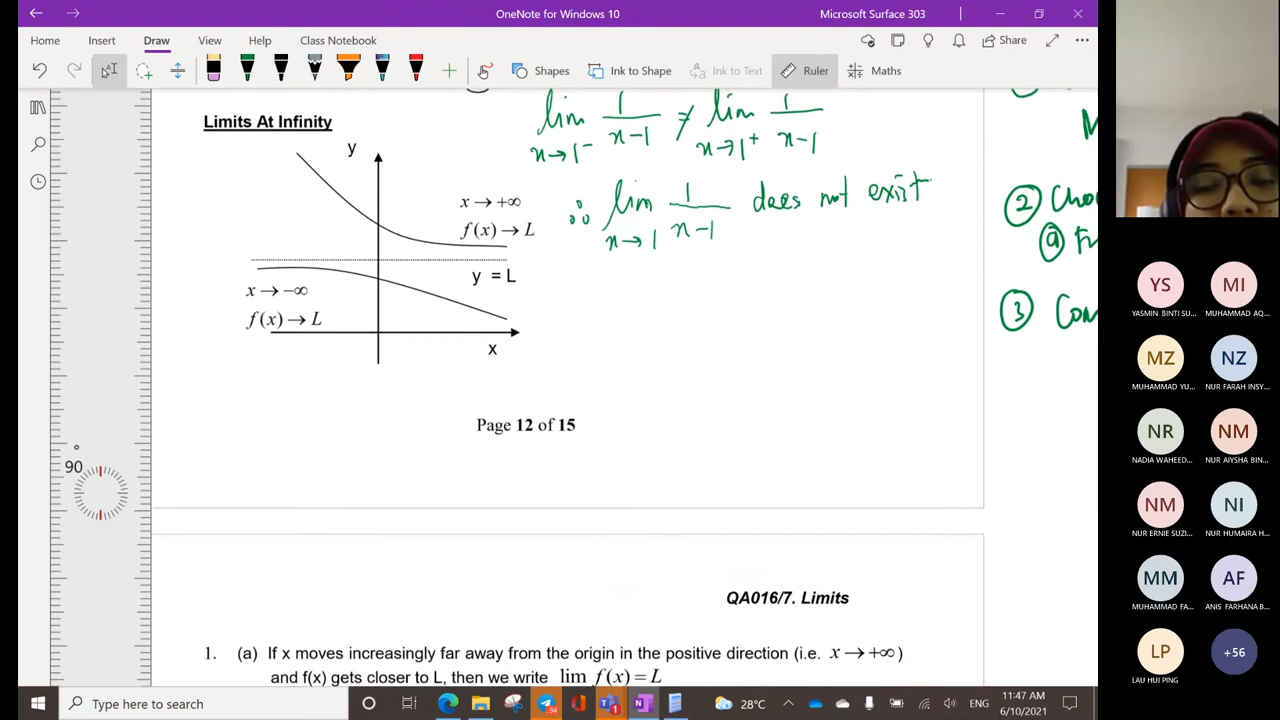 OneNote for Windows 10
Microsoft Surface 303
Home Insert Draw View Help Class Notebook
Share
Shapes Ink to Shape Ink to Text Ruler Maths
Limits At Infinity
y
x → +∞
f(x) → L
y = L
x → −∞
f(x) → L
x
lim x→1⁻ 1/(x−1) ≠ lim x→1⁺ 1/(x−1)
∴ lim x→1 1/(x−1) does not exist
②
ⓐ
③
Page 12 of 15
90°
QA016/7. Limits
1. (a) If x moves increasingly far away from the origin in the positive direction (i.e. x → +∞)
and f(x) gets closer to L, then we write lim f(x) = L
YS
YASMIN BINTI SU...
MI
MUHAMMAD AQ...
MZ
MUHAMMAD YU...
NZ
NUR FARAH INSY...
NR
NADIA WAHEED...
NM
NUR AIYSHA BIN...
NM
NUR ERNIE SUZI...
NI
NUR HUMAIRA H...
MM
MUHAMMAD FA...
AF
ANIS FARHANA B...
LP
LAU HUI PING
+56
Type here to search
94
28°C
ENG
11:47 AM
6/10/2021